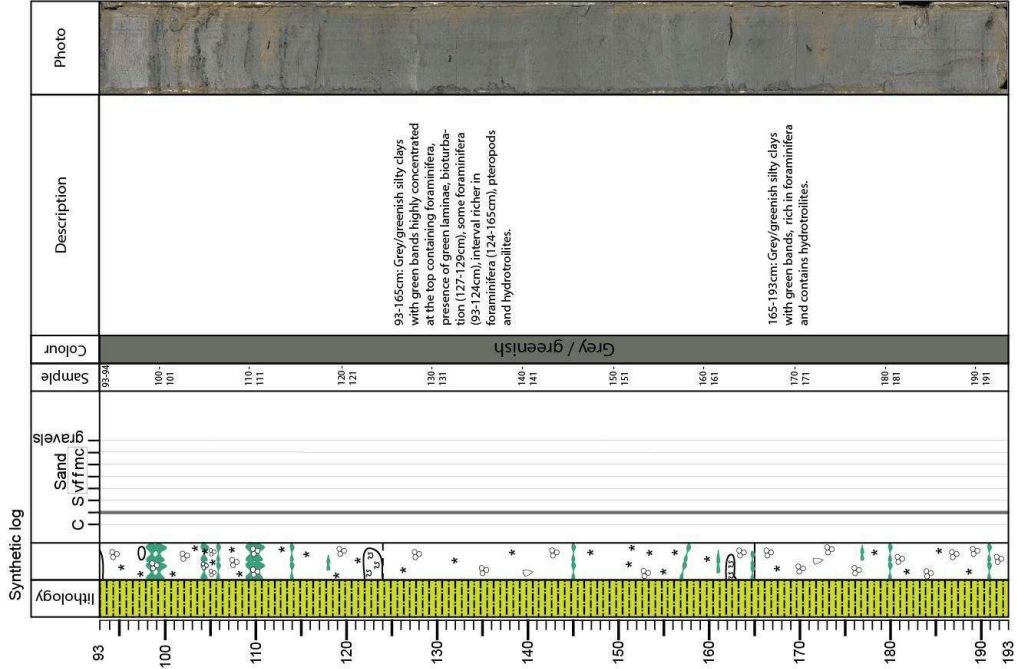 Synthetic log
lithology
C
S
vf
f
f
m
c
Sand
gravels
Sample
Colour
Description
Photo
93
100
110
120
130
140
150
160
170
180
190
193
93-94
100-
101
110-
111
120-
121
130-
131
140-
141
150-
151
160-
161
170-
171
180-
181
190-
191
Grey / greenish
93-165cm: Grey/greenish silty clays
with green bands highly concentrated
at the top containing foraminifera,
presence of green laminae, bioturba-
tion (127-129cm), some foraminifera
(93-124cm), interval richer in
foraminifera (124-165cm), pteropods
and hydrotroilites.
165-193cm: Grey/greenish silty clays
with green bands, rich in foraminifera
and contains hydrotroilites.